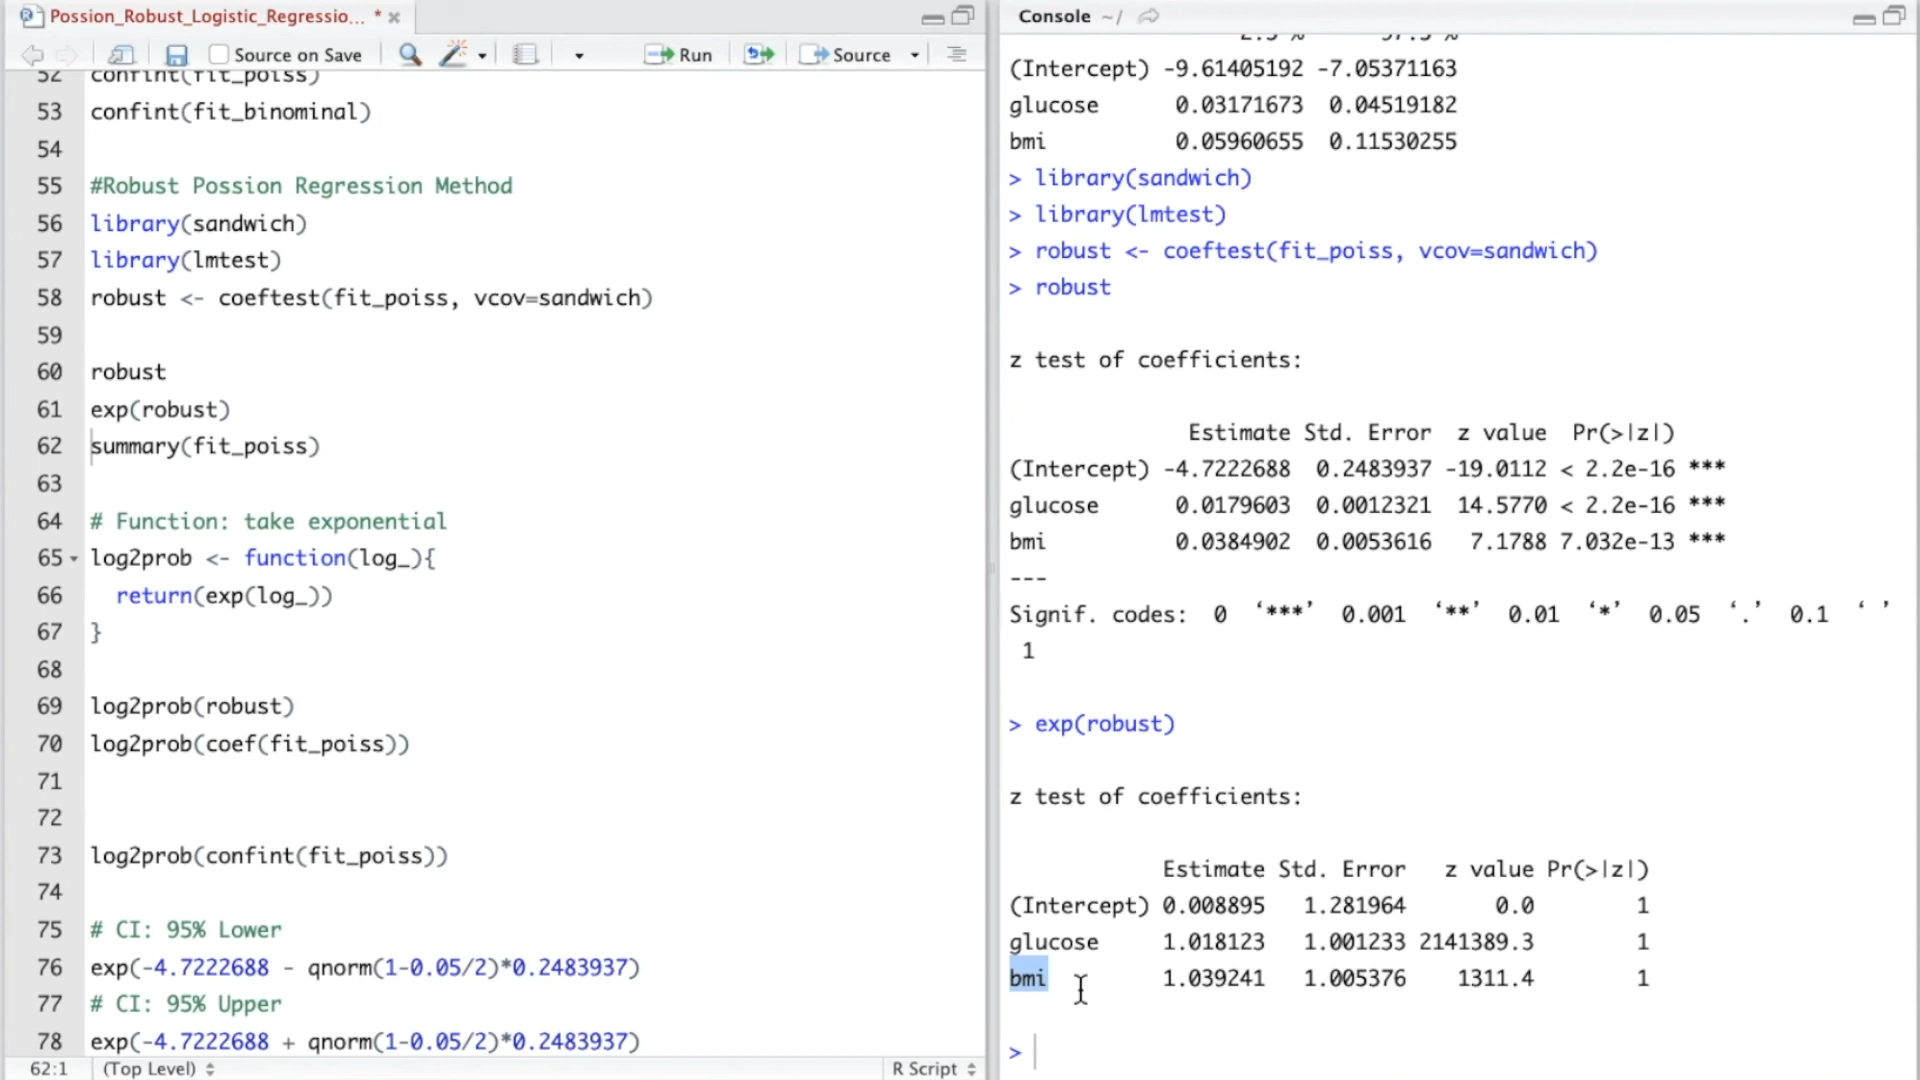 Possion_Robust_Logistic_Regressio... *
Source on Save
Run
Source
52 confint(fit_poiss)
53 confint(fit_binominal)
54
55 #Robust Possion Regression Method
56 library(sandwich)
57 library(lmtest)
58 robust <- coeftest(fit_poiss, vcov=sandwich)
59
60 robust
61 exp(robust)
62 summary(fit_poiss)
63
64 # Function: take exponential
65 log2prob <- function(log_){
66 return(exp(log_))
67 }
68
69 log2prob(robust)
70 log2prob(coef(fit_poiss))
71
72
73 log2prob(confint(fit_poiss))
74
75 # CI: 95% Lower
76 exp(-4.7222688 - qnorm(1-0.05/2)*0.2483937)
77 # CI: 95% Upper
78 exp(-4.7222688 + qnorm(1-0.05/2)*0.2483937)
62:1 (Top Level) R Script
Console ~/
2.5 % 97.5 %
(Intercept) -9.61405192 -7.05371163
glucose 0.03171673 0.04519182
bmi 0.05960655 0.11530255
> library(sandwich)
> library(lmtest)
> robust <- coeftest(fit_poiss, vcov=sandwich)
> robust
z test of coefficients:
Estimate Std. Error z value Pr(>|z|)
(Intercept) -4.7222688 0.2483937 -19.0112 < 2.2e-16 ***
glucose 0.0179603 0.0012321 14.5770 < 2.2e-16 ***
bmi 0.0384902 0.0053616 7.1788 7.032e-13 ***
---
Signif. codes: 0 ‘***’ 0.001 ‘**’ 0.01 ‘*’ 0.05 ‘.’ 0.1 ‘ ’
1
> exp(robust)
z test of coefficients:
Estimate Std. Error z value Pr(>|z|)
(Intercept) 0.008895 1.281964 0.0 1
glucose 1.018123 1.001233 2141389.3 1
bmi 1.039241 1.005376 1311.4 1
>